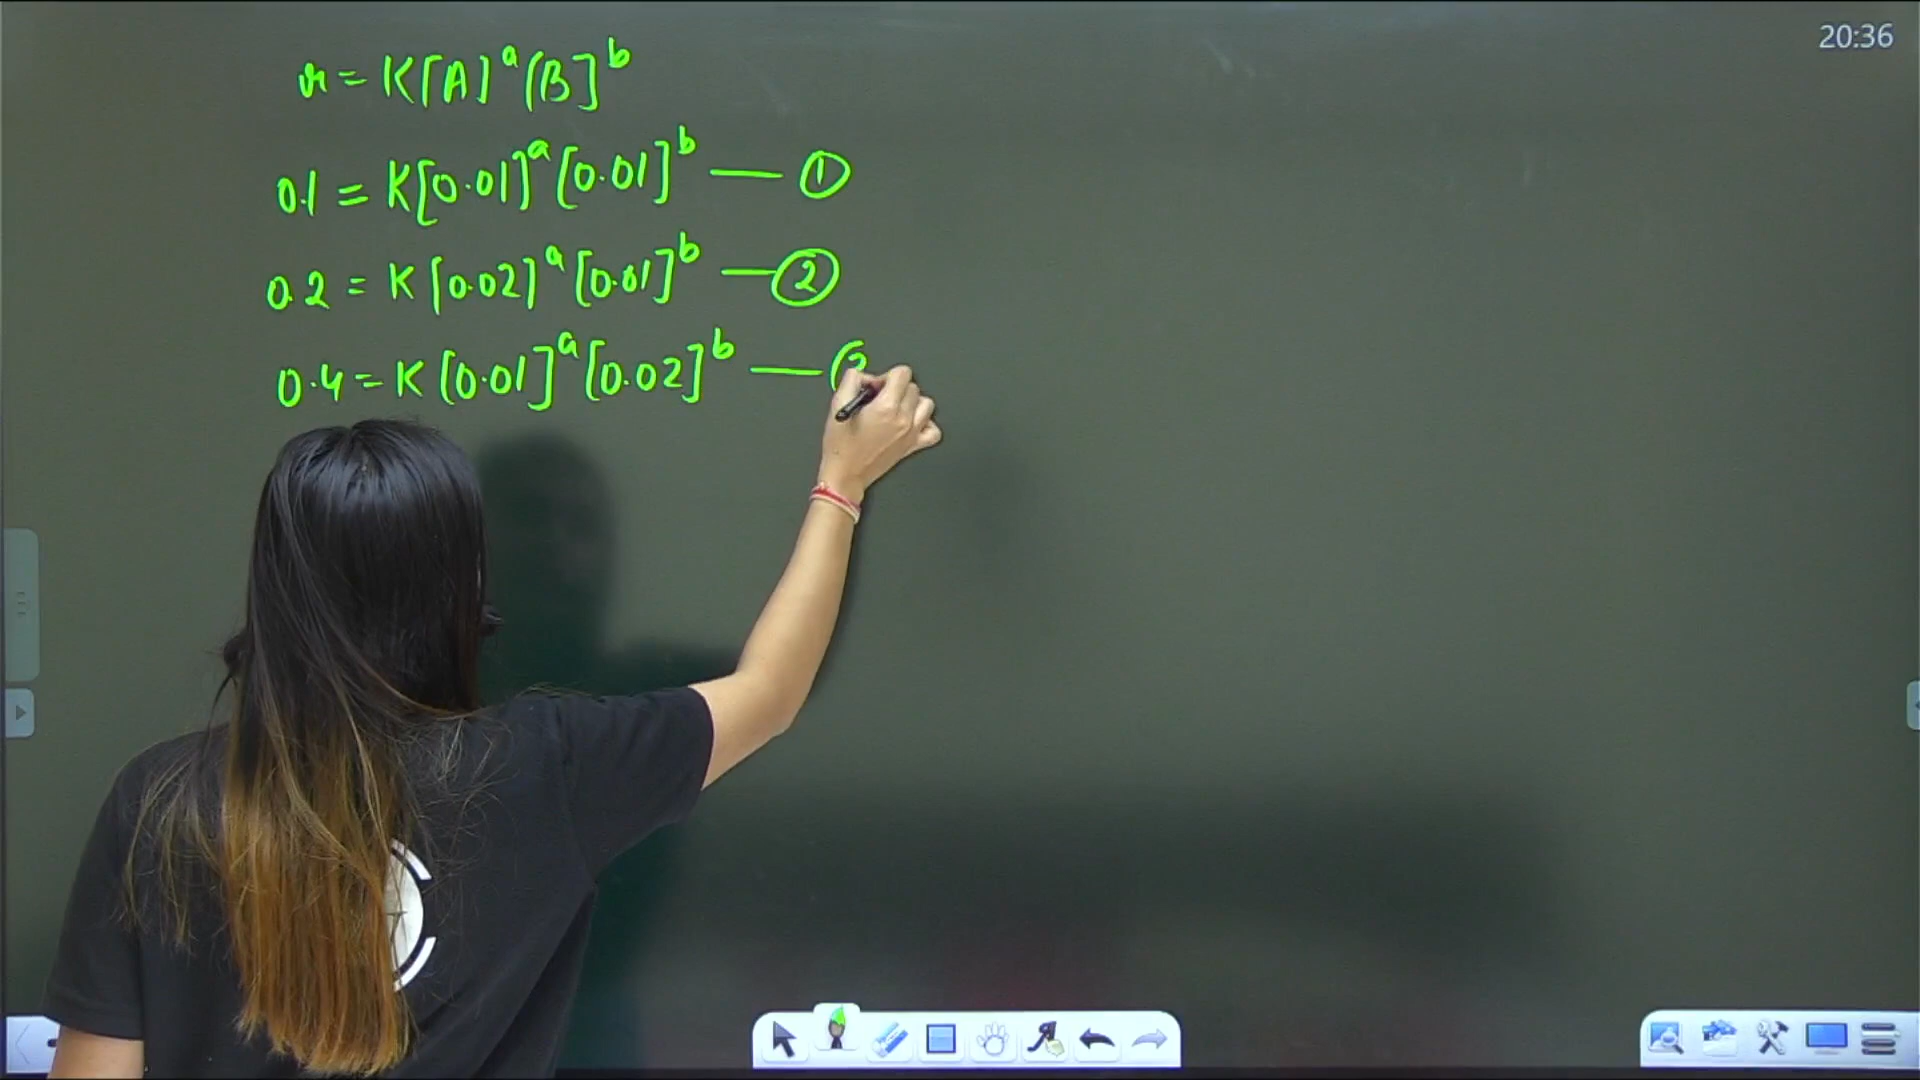 20:36
r = K[A]^a [B]^b
0.1 = K[0.01]^a [0.01]^b — ①
0.2 = K[0.02]^a [0.01]^b — ②
0.4 = K[0.01]^a [0.02]^b —